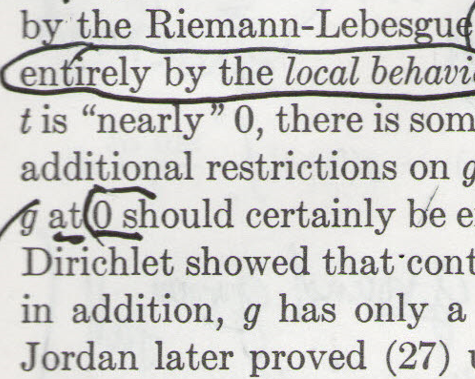 by the Riemann-Lebesgue
entirely by the local behavi
t is “nearly” 0, there is som
additional restrictions on g
g at 0 should certainly be e
Dirichlet showed that cont
in addition, g has only a
Jordan later proved (27)